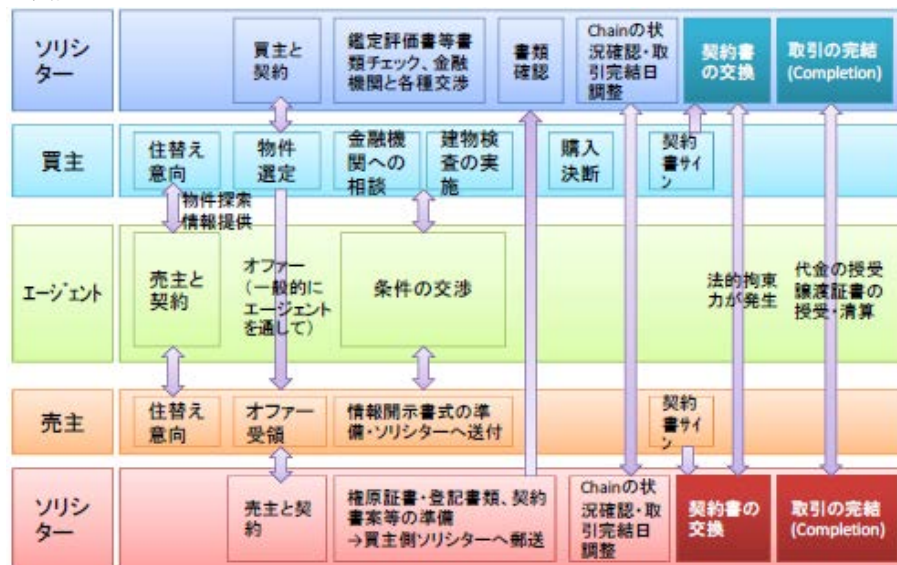 ソリシ
ター
買主と
契約
鑑定評価書等書
類チェック、金融
機関と各種交渉
書類
確認
Chainの状
況確認・取
引完結日
調整
契約書
の交換
取引の完結
(Completion)
買主
住替え
意向
物件
選定
金融機
関への
相談
建物検
査の実
施
購入
決断
契約
書サイ
ン
物件探索
情報提供
エージェント
売主と
契約
オファー
(一般的に
エージェント
を通して)
条件の交渉
法的拘束
力が発生
代金の授受
譲渡証書の
授受・清算
売主
住替え
意向
オファー
受領
情報開示書式の準
備・ソリシターへ送付
契約
書サイ
ン
ソリシ
ター
売主と契
約
権原証書・登記書類、契約
書案等の準備
→買主側ソリシターへ郵送
Chainの状
況確認・取
引完結日
調整
契約書の
交換
取引の完結
(Completion)